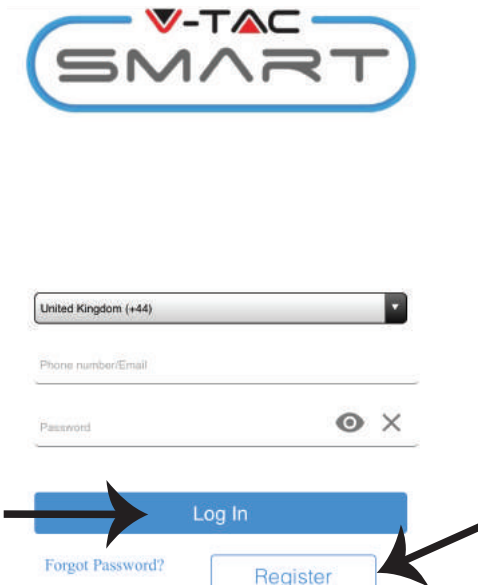 V-TAC
SMART
United Kingdom (+44)
Phone number/Email
Password
Log In
Forgot Password?
Register